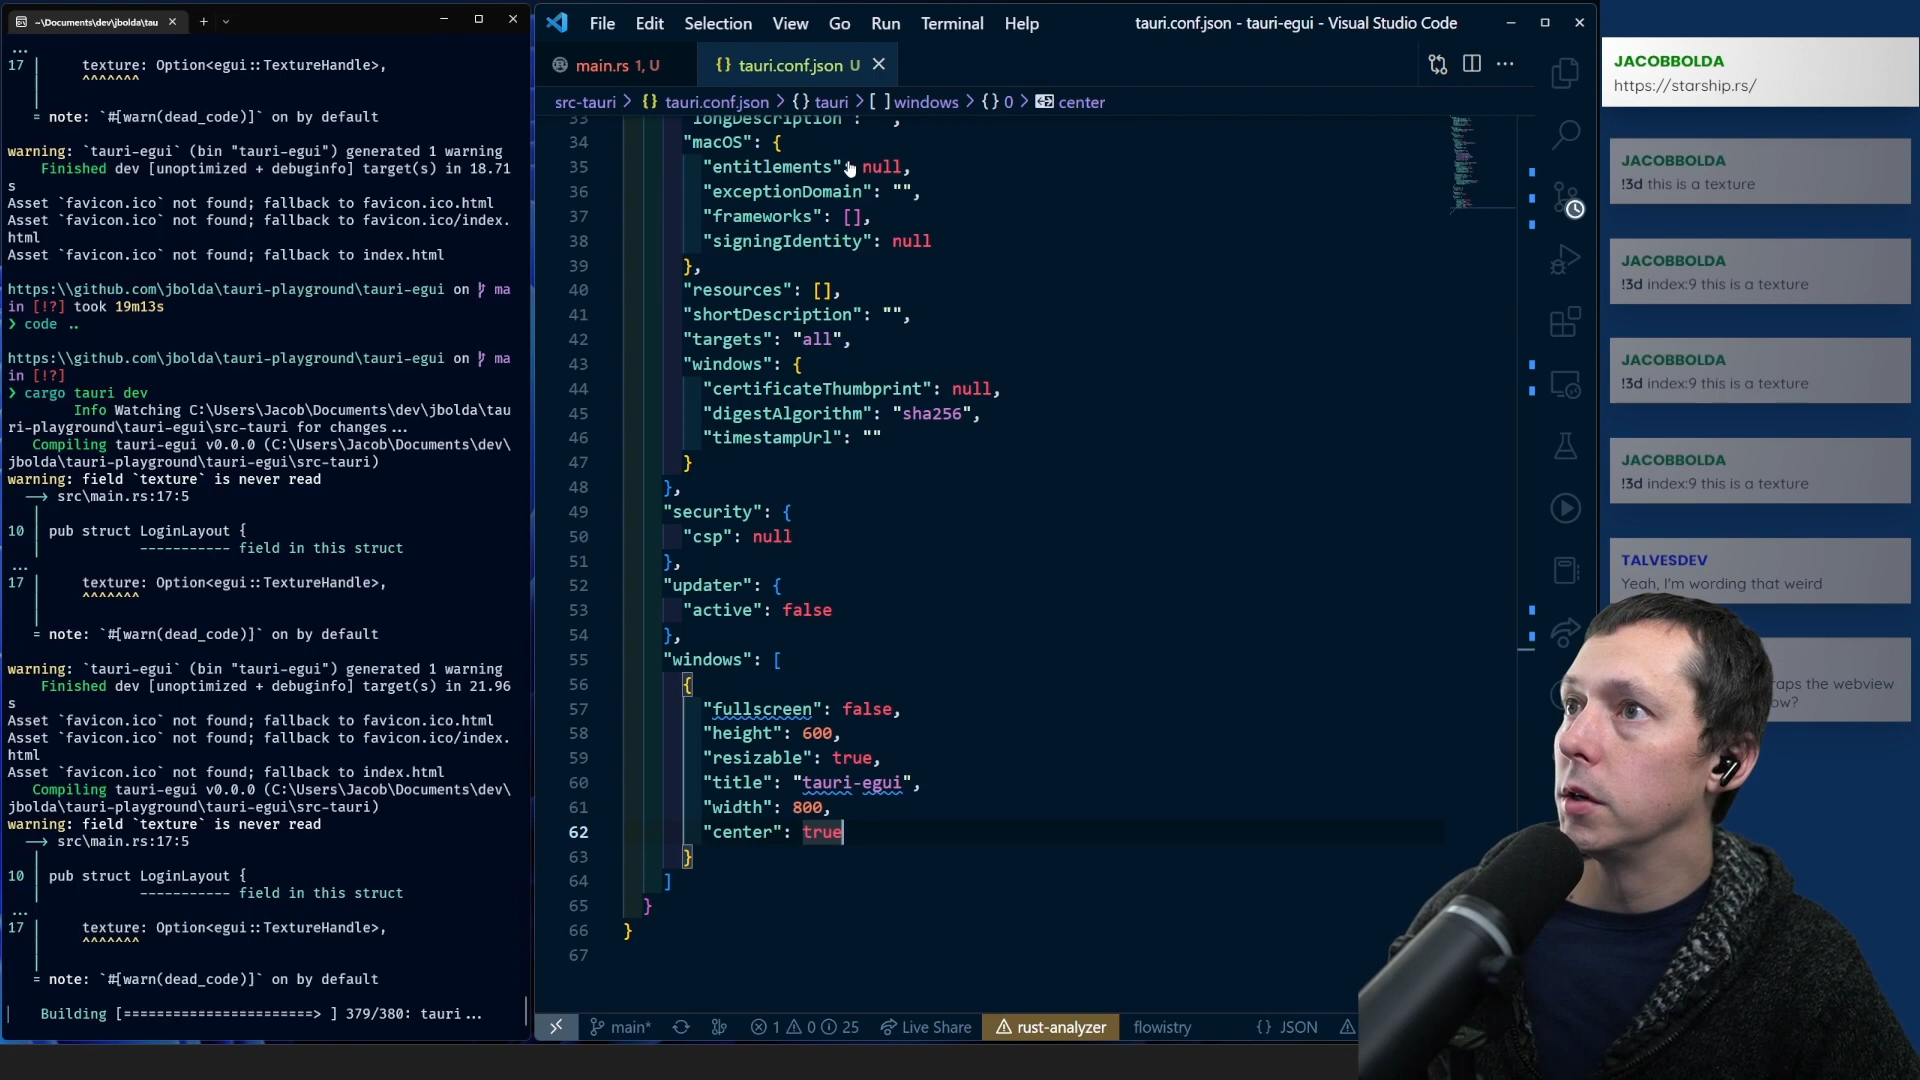 ~\Documents\dev\jbolda\tau
...
17 | texture: Option<egui::TextureHandle>,
^^^^^^^
= note: `#[warn(dead_code)]` on by default
warning: `tauri-egui` (bin "tauri-egui") generated 1 warning
Finished dev [unoptimized + debuginfo] target(s) in 18.71
s
Asset `favicon.ico` not found; fallback to favicon.ico.html
Asset `favicon.ico` not found; fallback to favicon.ico/index.
html
Asset `favicon.ico` not found; fallback to index.html
https:\\github.com\jbolda\tauri-playground\tauri-egui on ma
in [!?] took 19m13s
❯ code ..
https:\\github.com\jbolda\tauri-playground\tauri-egui on ma
in [!?]
❯ cargo tauri dev
Info Watching C:\Users\Jacob\Documents\dev\jbolda\tau
ri-playground\tauri-egui\src-tauri for changes...
Compiling tauri-egui v0.0.0 (C:\Users\Jacob\Documents\dev\
jbolda\tauri-playground\tauri-egui\src-tauri)
warning: field `texture` is never read
--> src\main.rs:17:5
|
10 | pub struct LoginLayout {
| ----------- field in this struct
...
17 | texture: Option<egui::TextureHandle>,
| ^^^^^^^
|
= note: `#[warn(dead_code)]` on by default
warning: `tauri-egui` (bin "tauri-egui") generated 1 warning
Finished dev [unoptimized + debuginfo] target(s) in 21.96
s
Asset `favicon.ico` not found; fallback to favicon.ico.html
Asset `favicon.ico` not found; fallback to favicon.ico/index.
html
Asset `favicon.ico` not found; fallback to index.html
Compiling tauri-egui v0.0.0 (C:\Users\Jacob\Documents\dev\
jbolda\tauri-playground\tauri-egui\src-tauri)
warning: field `texture` is never read
--> src\main.rs:17:5
|
10 | pub struct LoginLayout {
| ----------- field in this struct
...
17 | texture: Option<egui::TextureHandle>,
| ^^^^^^^
|
= note: `#[warn(dead_code)]` on by default
Building [=======================> ] 379/380: tauri...
File Edit Selection View Go Run Terminal Help
tauri.conf.json - tauri-egui - Visual Studio Code
main.rs 1, U
{} tauri.conf.json U
src-tauri > {} tauri.conf.json > {} tauri > [ ] windows > {} 0 > center
33 "longDescription": "",
34 "macOS": {
35 "entitlements": null,
36 "exceptionDomain": "",
37 "frameworks": [],
38 "signingIdentity": null
39 },
40 "resources": [],
41 "shortDescription": "",
42 "targets": "all",
43 "windows": {
44 "certificateThumbprint": null,
45 "digestAlgorithm": "sha256",
46 "timestampUrl": ""
47 }
48 },
49 "security": {
50 "csp": null
51 },
52 "updater": {
53 "active": false
54 },
55 "windows": [
56 {
57 "fullscreen": false,
58 "height": 600,
59 "resizable": true,
60 "title": "tauri-egui",
61 "width": 800,
62 "center": true
63 }
64 ]
65 }
66 }
67
main* 1 0 25 Live Share rust-analyzer flowistry {} JSON
JACOBBOLDA
https://starship.rs/
JACOBBOLDA
!3d this is a texture
JACOBBOLDA
!3d index:9 this is a texture
JACOBBOLDA
!3d index:9 this is a texture
JACOBBOLDA
!3d index:9 this is a texture
TALVESDEV
Yeah, I'm wording that weird
raps the webview
ow?